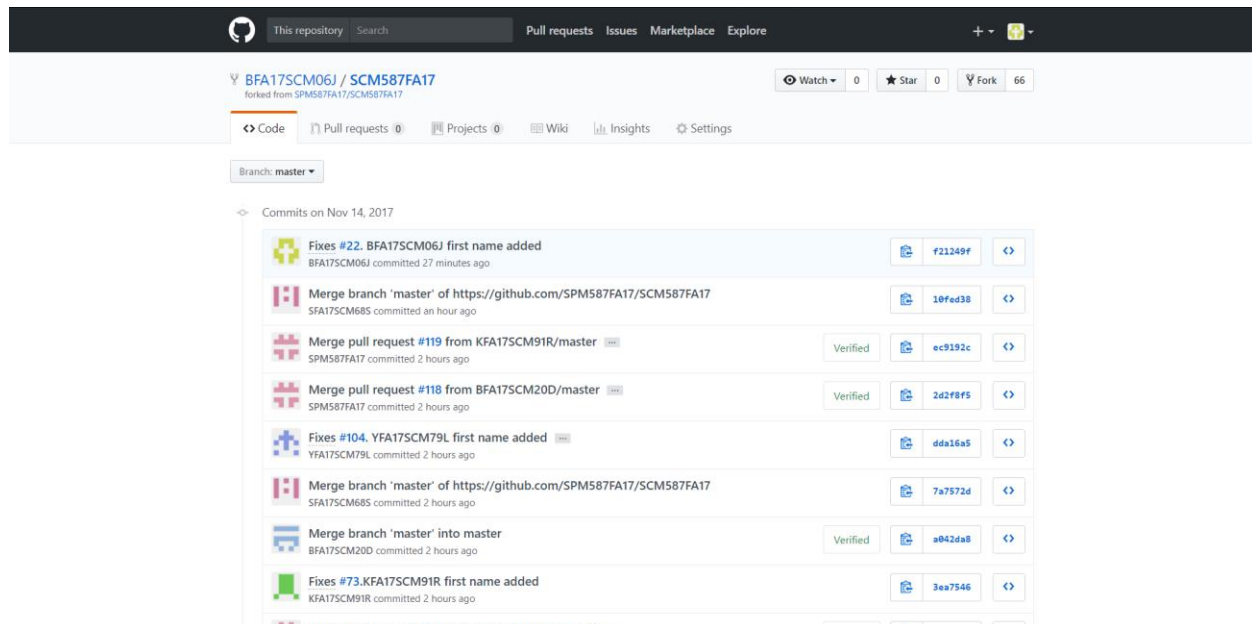 This repository Search Pull requests Issues Marketplace Explore
BFA17SCM06J / SCM587FA17
forked from SPM587FA17/SCM587FA17
Watch 0 Star 0 Fork 66
Code Pull requests 0 Projects 0 Wiki Insights Settings
Branch: master
Commits on Nov 14, 2017
Fixes #22. BFA17SCM06J first name added
BFA17SCM06J committed 27 minutes ago
f21249f
Merge branch 'master' of https://github.com/SPM587FA17/SCM587FA17
SFA17SCM68S committed an hour ago
10fed38
Merge pull request #119 from KFA17SCM91R/master ...
SPM587FA17 committed 2 hours ago
Verified ec9192c
Merge pull request #118 from BFA17SCM20D/master ...
SPM587FA17 committed 2 hours ago
Verified 2d2f8f5
Fixes #104. YFA17SCM79L first name added ...
YFA17SCM79L committed 2 hours ago
dda16a5
Merge branch 'master' of https://github.com/SPM587FA17/SCM587FA17
SFA17SCM68S committed 2 hours ago
7a7572d
Merge branch 'master' into master
BFA17SCM20D committed 2 hours ago
Verified a042da8
Fixes #73.KFA17SCM91R first name added
KFA17SCM91R committed 2 hours ago
3ea7546